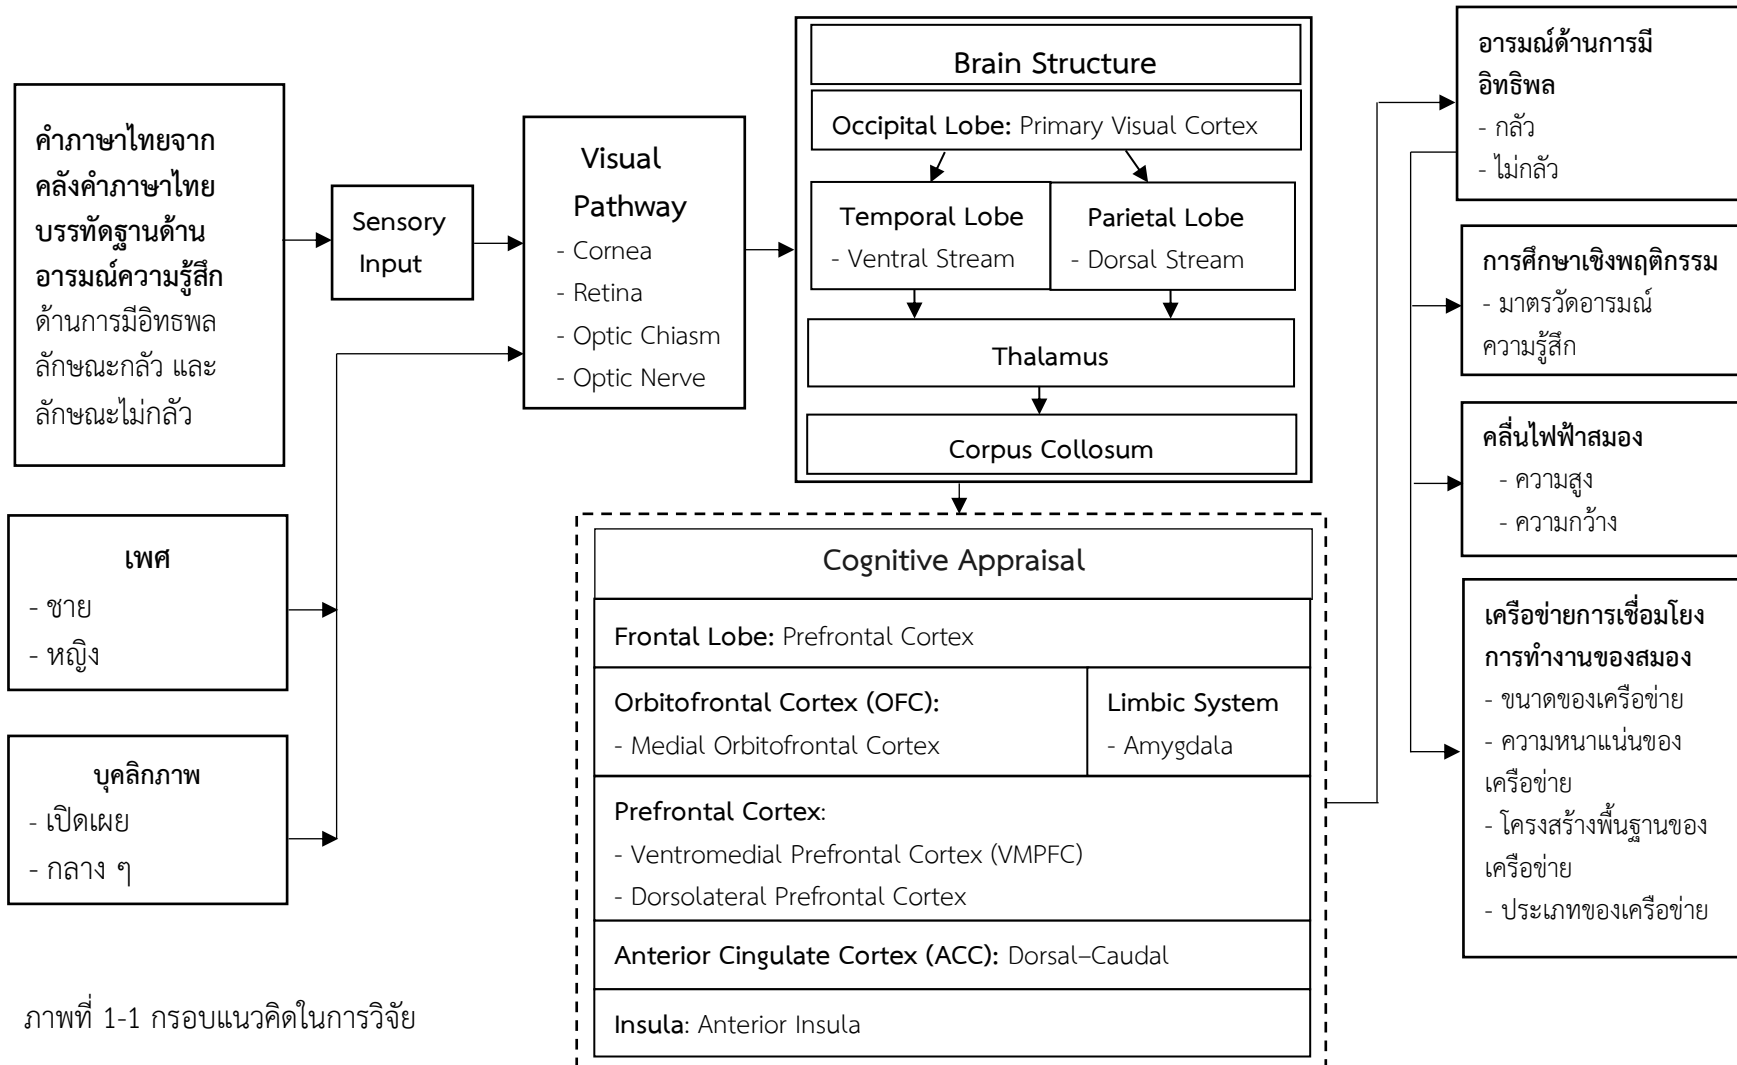 คำภาษาไทยจาก
คลังคำภาษาไทย
บรรทัดฐานด้าน
อารมณ์ความรู้สึก
ด้านการมีอิทธพล
ลักษณะกลัว และ
ลักษณะไม่กลัว
เพศ
- ชาย
- หญิง
บุคลิกภาพ
- เปิดเผย
- กลาง ๆ
Sensory
Input
Visual
Pathway
- Cornea
- Retina
- Optic Chiasm
- Optic Nerve
Brain Structure
Occipital Lobe: Primary Visual Cortex
Temporal Lobe
- Ventral Stream
Parietal Lobe
- Dorsal Stream
Thalamus
Corpus Collosum
Cognitive Appraisal
Frontal Lobe: Prefrontal Cortex
Orbitofrontal Cortex (OFC):
- Medial Orbitofrontal Cortex
Limbic System
- Amygdala
Prefrontal Cortex:
- Ventromedial Prefrontal Cortex (VMPFC)
- Dorsolateral Prefrontal Cortex
Anterior Cingulate Cortex (ACC): Dorsal–Caudal
Insula: Anterior Insula
อารมณ์ด้านการมี
อิทธิพล
- กลัว
- ไม่กลัว
การศึกษาเชิงพฤติกรรม
- มาตรวัดอารมณ์
ความรู้สึก
คลื่นไฟฟ้าสมอง
- ความสูง
- ความกว้าง
เครือข่ายการเชื่อมโยง
การทำงานของสมอง
- ขนาดของเครือข่าย
- ความหนาแน่นของ
เครือข่าย
- โครงสร้างพื้นฐานของ
เครือข่าย
- ประเภทของเครือข่าย
ภาพที่ 1-1 กรอบแนวคิดในการวิจัย